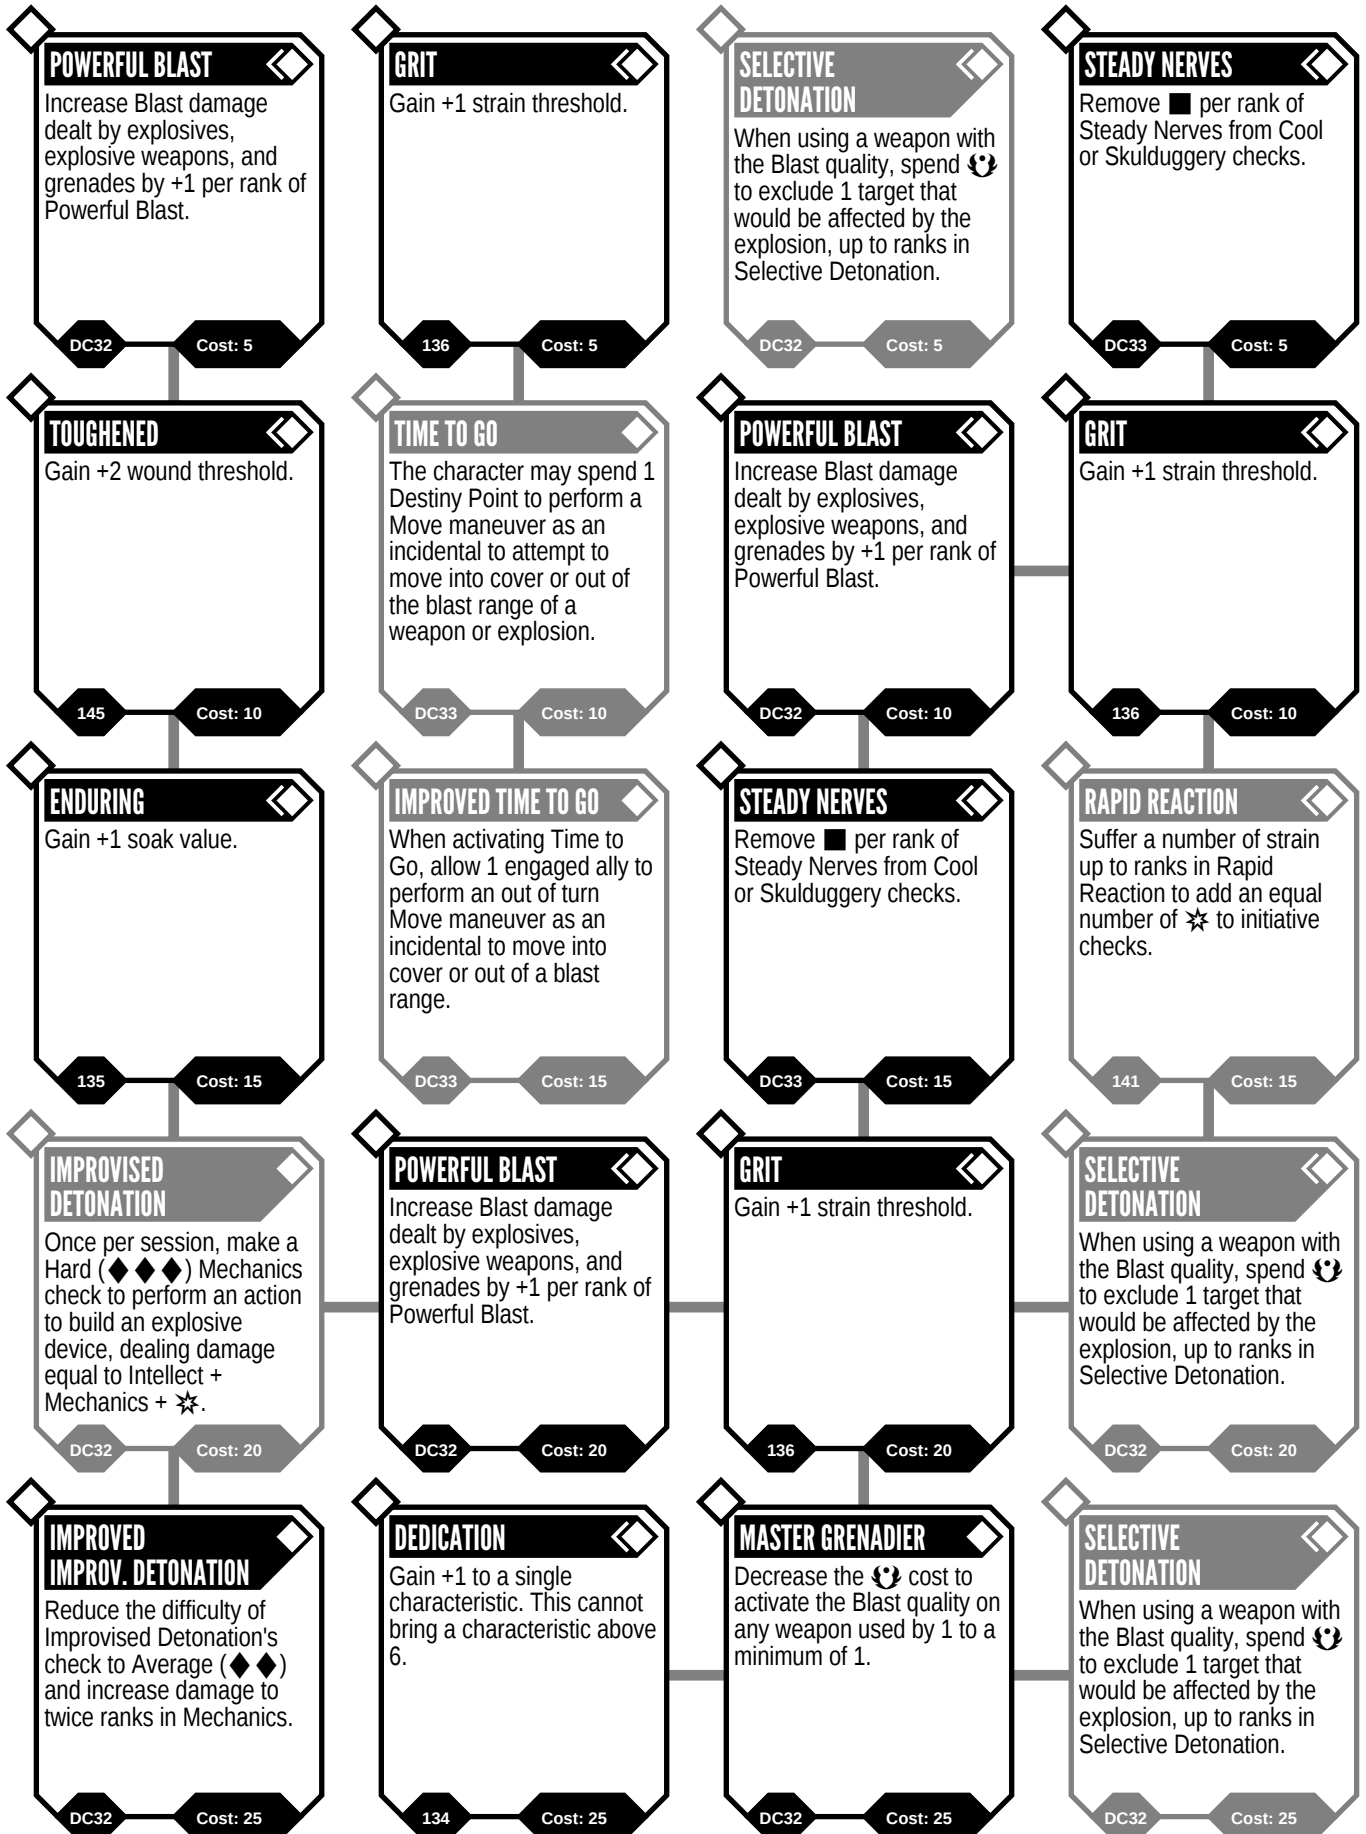 POWERFUL BLAST
Increase Blast damage
dealt by explosives,
explosive weapons, and
grenades by +1 per rank of
Powerful Blast.
DC32
Cost: 5
GRIT
Gain +1 strain threshold.
136
Cost: 5
SELECTIVE
DETONATION
When using a weapon with
the Blast quality, spend
to exclude 1 target that
would be affected by the
explosion, up to ranks in
Selective Detonation.
DC32
Cost: 5
STEADY NERVES
Remove ■ per rank of
Steady Nerves from Cool
or Skulduggery checks.
DC33
Cost: 5
TOUGHENED
Gain +2 wound threshold.
145
Cost: 10
TIME TO GO
The character may spend 1
Destiny Point to perform a
Move maneuver as an
incidental to attempt to
move into cover or out of
the blast range of a
weapon or explosion.
DC33
Cost: 10
POWERFUL BLAST
Increase Blast damage
dealt by explosives,
explosive weapons, and
grenades by +1 per rank of
Powerful Blast.
DC32
Cost: 10
GRIT
Gain +1 strain threshold.
136
Cost: 10
ENDURING
Gain +1 soak value.
135
Cost: 15
IMPROVED TIME TO GO
When activating Time to
Go, allow 1 engaged ally to
perform an out of turn
Move maneuver as an
incidental to move into
cover or out of a blast
range.
DC33
Cost: 15
STEADY NERVES
Remove ■ per rank of
Steady Nerves from Cool
or Skulduggery checks.
DC33
Cost: 15
RAPID REACTION
Suffer a number of strain
up to ranks in Rapid
Reaction to add an equal
number of to initiative
checks.
141
Cost: 15
IMPROVISED
DETONATION
Once per session, make a
Hard (◆◆◆) Mechanics
check to perform an action
to build an explosive
device, dealing damage
equal to Intellect +
Mechanics + .
DC32
Cost: 20
POWERFUL BLAST
Increase Blast damage
dealt by explosives,
explosive weapons, and
grenades by +1 per rank of
Powerful Blast.
DC32
Cost: 20
GRIT
Gain +1 strain threshold.
136
Cost: 20
SELECTIVE
DETONATION
When using a weapon with
the Blast quality, spend
to exclude 1 target that
would be affected by the
explosion, up to ranks in
Selective Detonation.
DC32
Cost: 20
IMPROVED
IMPROV. DETONATION
Reduce the difficulty of
Improvised Detonation's
check to Average (◆◆)
and increase damage to
twice ranks in Mechanics.
DC32
Cost: 25
DEDICATION
Gain +1 to a single
characteristic. This cannot
bring a characteristic above
6.
134
Cost: 25
MASTER GRENADIER
Decrease the cost to
activate the Blast quality on
any weapon used by 1 to a
minimum of 1.
DC32
Cost: 25
SELECTIVE
DETONATION
When using a weapon with
the Blast quality, spend
to exclude 1 target that
would be affected by the
explosion, up to ranks in
Selective Detonation.
DC32
Cost: 25